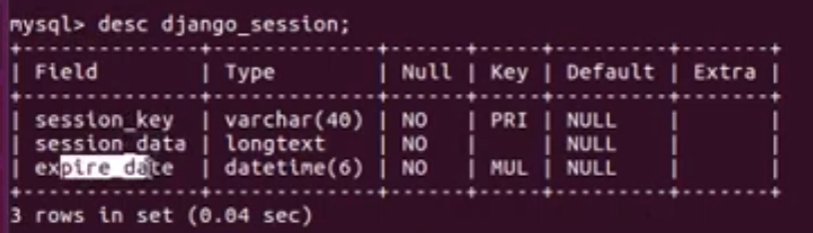 mysql> desc django_session;
+--------------+-------------+------+-----+---------+-------+
| Field        | Type        | Null | Key | Default | Extra |
+--------------+-------------+------+-----+---------+-------+
| session_key  | varchar(40) | NO   | PRI | NULL    |       |
| session_data | longtext    | NO   |     | NULL    |       |
| expire_date  | datetime(6) | NO   | MUL | NULL    |       |
+--------------+-------------+------+-----+---------+-------+
3 rows in set (0.04 sec)